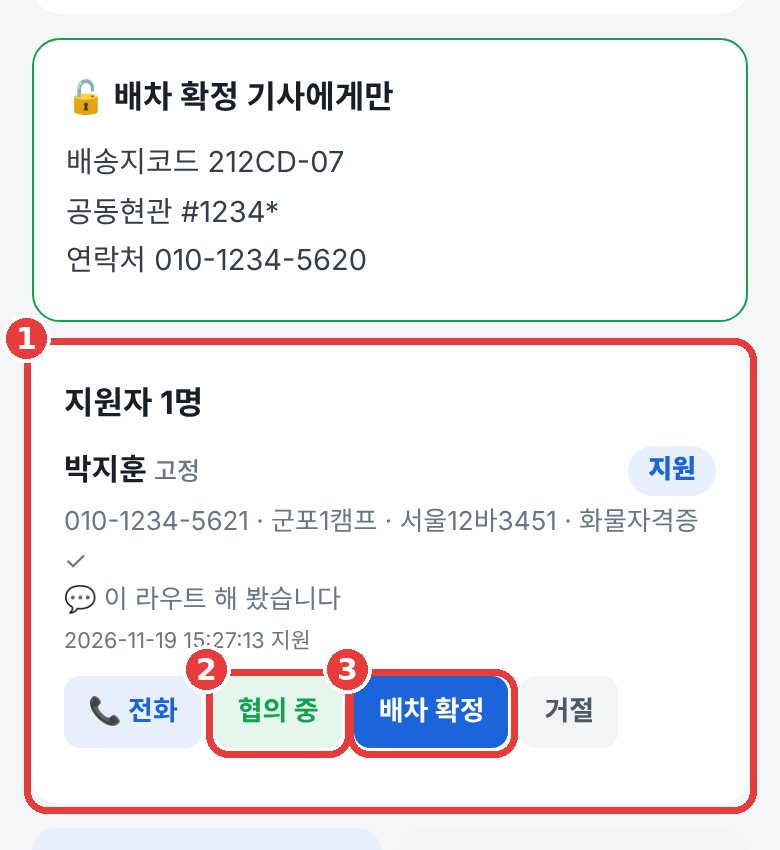 🔓 배차 확정 기사에게만
배송지코드 212CD-07
공동현관 #1234*
연락처 010-1234-5620
1
지원자 1명
박지훈 고정 지원
010-1234-5621 · 군포1캠프 · 서울12바3451 · 화물자격증
✓
💬 이 라우트 해 봤습니다
2026-11-19 15:27:13 지원
2 3
📞 전화 협의 중 배차 확정 거절